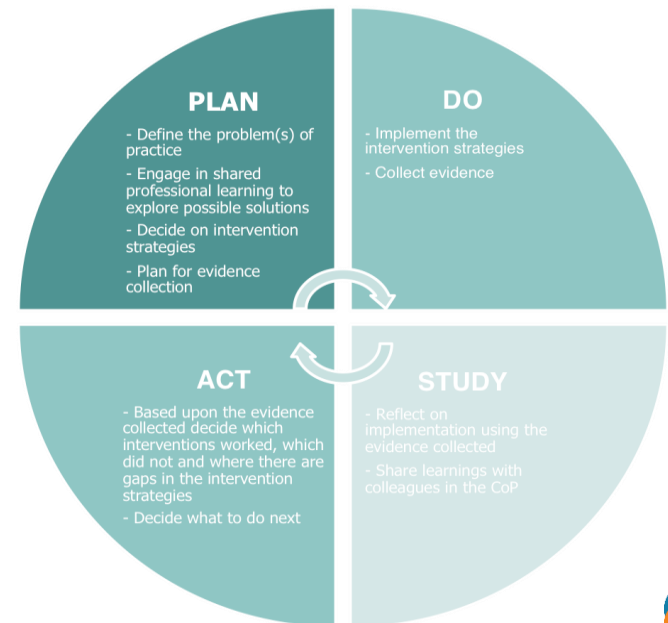 PLAN
- Define the problem(s) of
practice
- Engage in shared
professional learning to
explore possible solutions
- Decide on intervention
strategies
- Plan for evidence
collection
DO
- Implement the
intervention strategies
- Collect evidence
ACT
- Based upon the evidence
collected decide which
interventions worked, which
did not and where there are
gaps in the intervention
strategies
- Decide what to do next
STUDY
- Reflect on
implementation using the
evidence collected
- Share learnings with
colleagues in the CoP